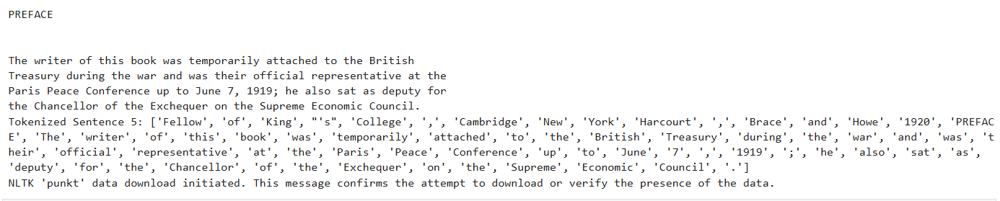 PREFACE
The writer of this book was temporarily attached to the British
Treasury during the war and was their official representative at the
Paris Peace Conference up to June 7, 1919; he also sat as deputy for
the Chancellor of the Exchequer on the Supreme Economic Council.
Tokenized Sentence 5: ['Fellow', 'of', 'King', "'s", 'College', ',', 'Cambridge', 'New', 'York', 'Harcourt', ',', 'Brace', 'and', 'Howe', '1920', 'PREFAC
E', 'The', 'writer', 'of', 'this', 'book', 'was', 'temporarily', 'attached', 'to', 'the', 'British', 'Treasury', 'during', 'the', 'war', 'and', 'was', 't
heir', 'official', 'representative', 'at', 'the', 'Paris', 'Peace', 'Conference', 'up', 'to', 'June', '7', ',', '1919', ';', 'he', 'also', 'sat', 'as',
'deputy', 'for', 'the', 'Chancellor', 'of', 'the', 'Exchequer', 'on', 'the', 'Supreme', 'Economic', 'Council', '.']
NLTK 'punkt' data download initiated. This message confirms the attempt to download or verify the presence of the data.